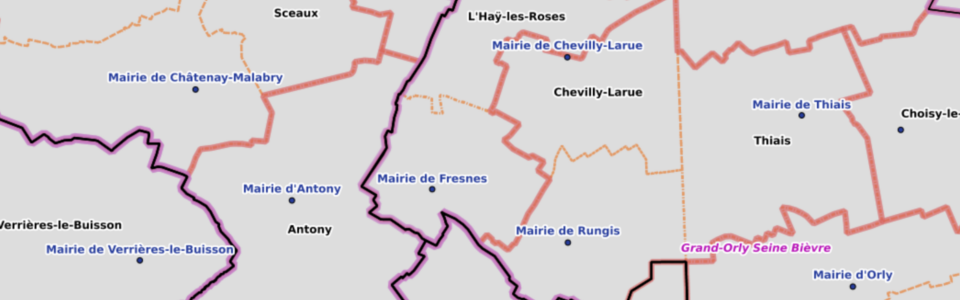 Sceaux
L'Haÿ-les-Roses
Mairie de Chevilly-Larue
Mairie de Châtenay-Malabry
Chevilly-Larue
Mairie de Thiais
Choisy-le-
Thiais
Mairie de Fresnes
Mairie d'Antony
Verrières-le-Buisson
Antony
Mairie de Rungis
Mairie de Verrières-le-Buisson
Grand-Orly Seine Bièvre
Mairie d'Orly